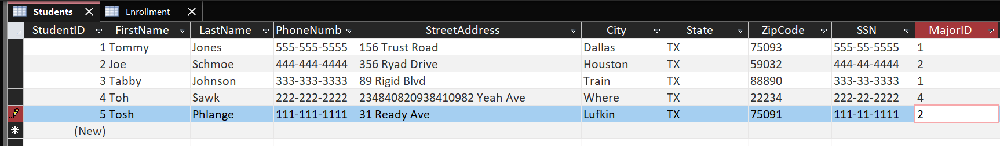 Students Enrollment
StudentID FirstName LastName PhoneNumb StreetAddress City State ZipCode SSN MajorID
1 Tommy Jones 555-555-5555 156 Trust Road Dallas TX 75093 555-55-5555 1
2 Joe Schmoe 444-444-4444 356 Ryad Drive Houston TX 59032 444-44-4444 2
3 Tabby Johnson 333-333-3333 89 Rigid Blvd Train TX 88890 333-33-3333 1
4 Toh Sawk 222-222-2222 234840820938410982 Yeah Ave Where TX 22234 222-22-2222 4
5 Tosh Phlange 111-111-1111 31 Ready Ave Lufkin TX 75091 111-11-1111 2
(New)